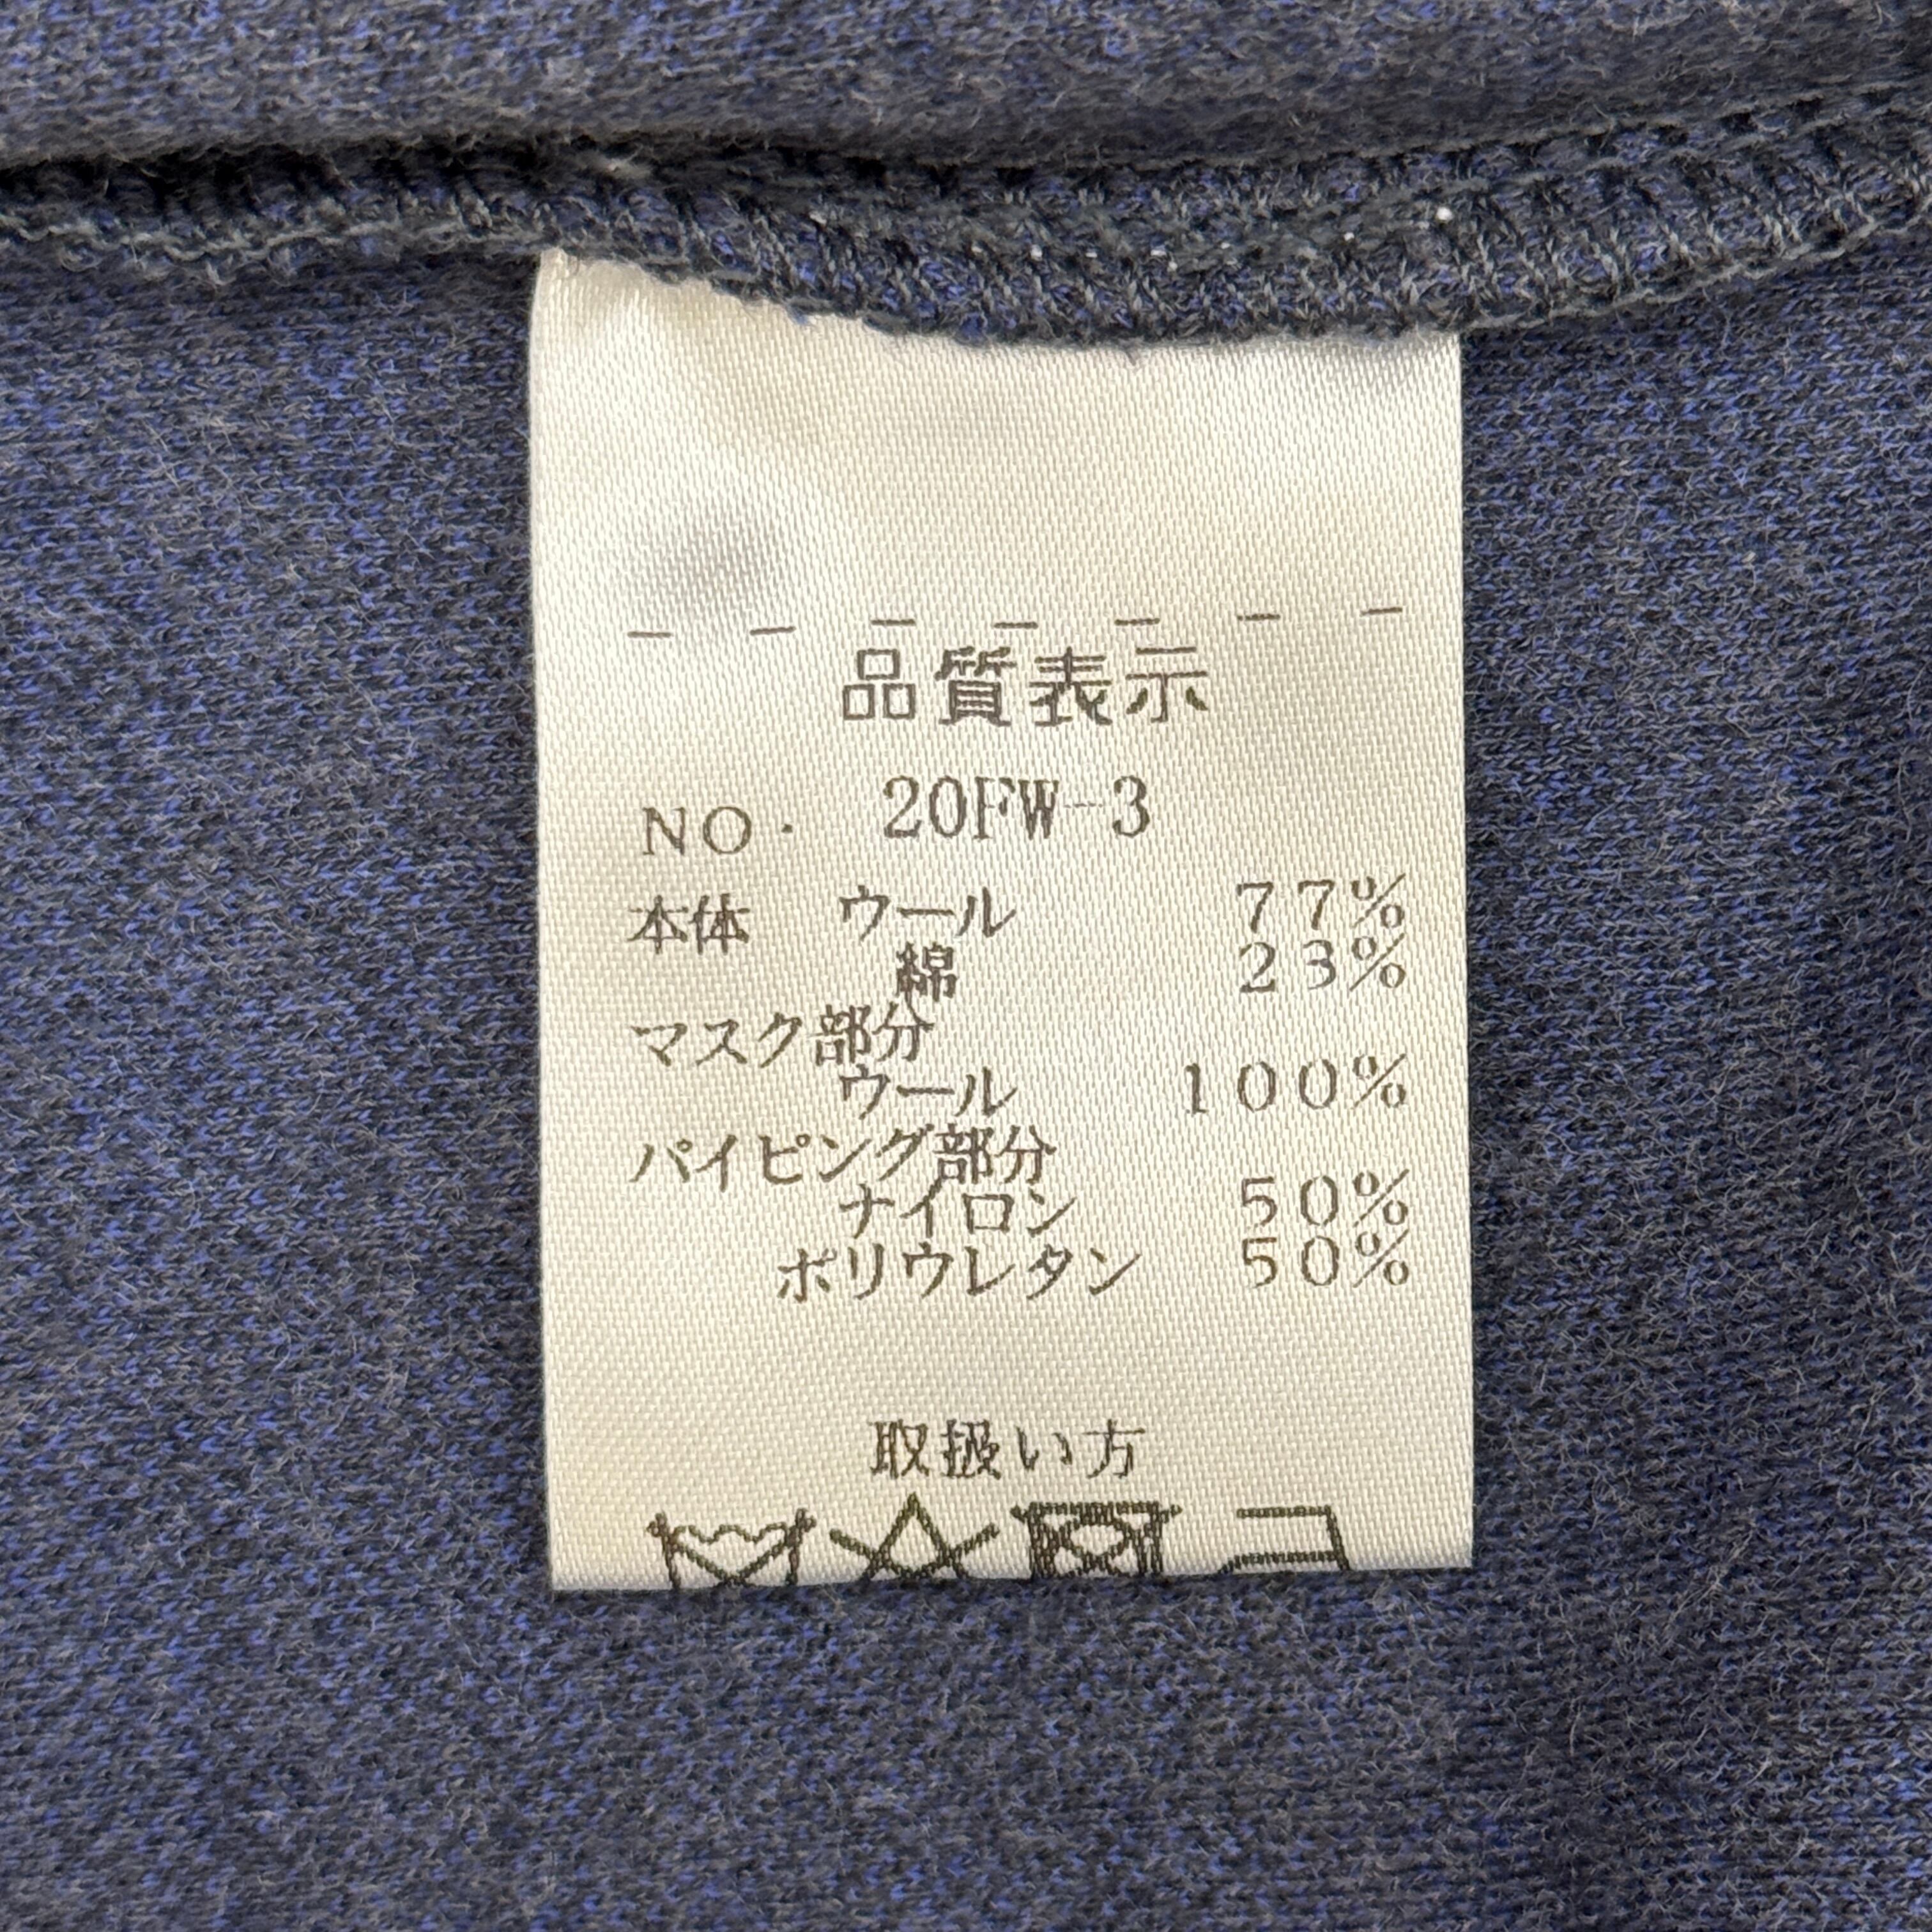 品質表示
NO. 20FW-3
本体 ウール 77%
綿 23%
マスク部分
ウール 100%
パイピング部分
ナイロン 50%
ポリウレタン 50%
取扱い方